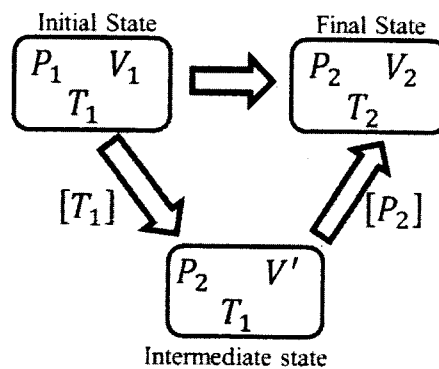 Initial State
Final State
P₁ V₁
T₁
P₂ V₂
T₂
[T₁]
[P₂]
P₂ V'
T₁
Intermediate state